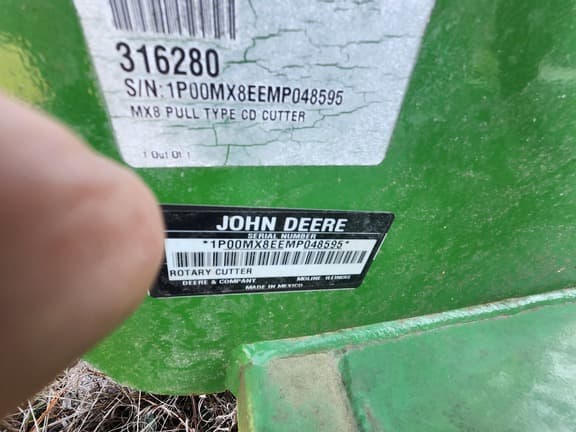 316280
S/N:1P00MX8EEMP048595
MX8 PULL TYPE CD CUTTER
1 Out Of 1
JOHN DEERE
SERIAL NUMBER
*1P00MX8EEMP048595*
ROTARY CUTTER
DEERE & COMPANY MOLINE ILLINOIS
MADE IN MEXICO